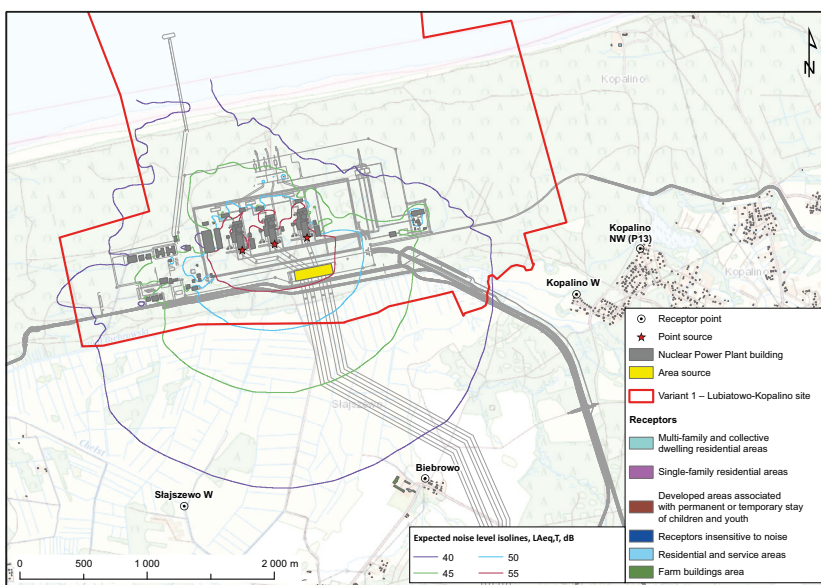 N
Kopalino
Kopalino
NW (P13)
Kopalino
Kopalino W
Słajszewo
Biebrowo
Słajszewo W
Receptor point
Point source
Nuclear Power Plant building
Area source
Variant 1 – Lubiatowo-Kopalino site
Receptors
Multi-family and collective
dwelling residential areas
Single-family residential areas
Developed areas associated
with permanent or temporary stay
of children and youth
Receptors insensitive to noise
Residential and service areas
Farm buildings area
Expected noise level isolines, LAeq,T, dB
40 50
45 55
0 500 1 000 2 000 m